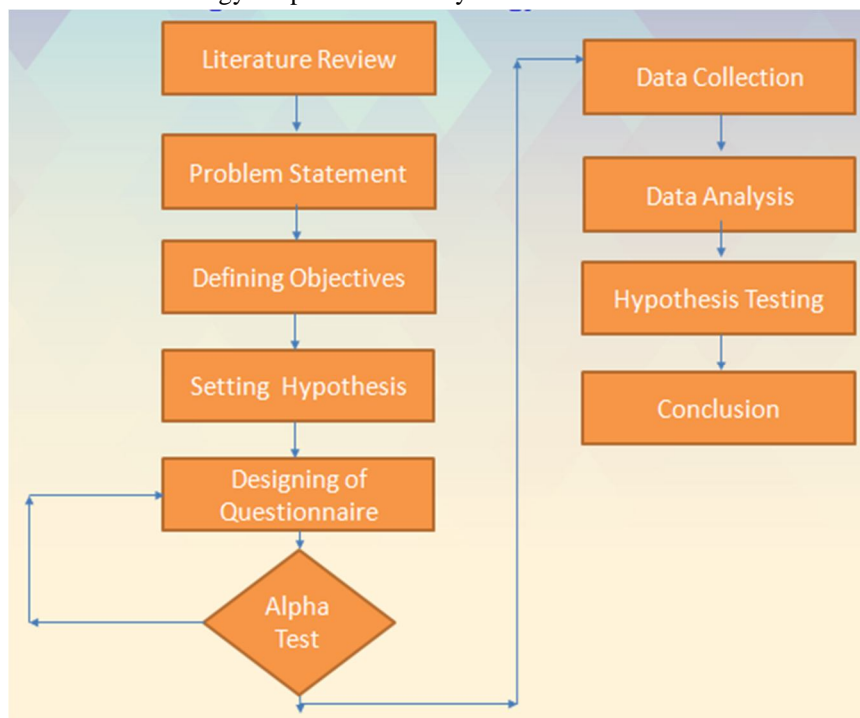 Literature Review
Problem Statement
Defining Objectives
Setting Hypothesis
Designing of
Questionnaire
Alpha
Test
Data Collection
Data Analysis
Hypothesis Testing
Conclusion